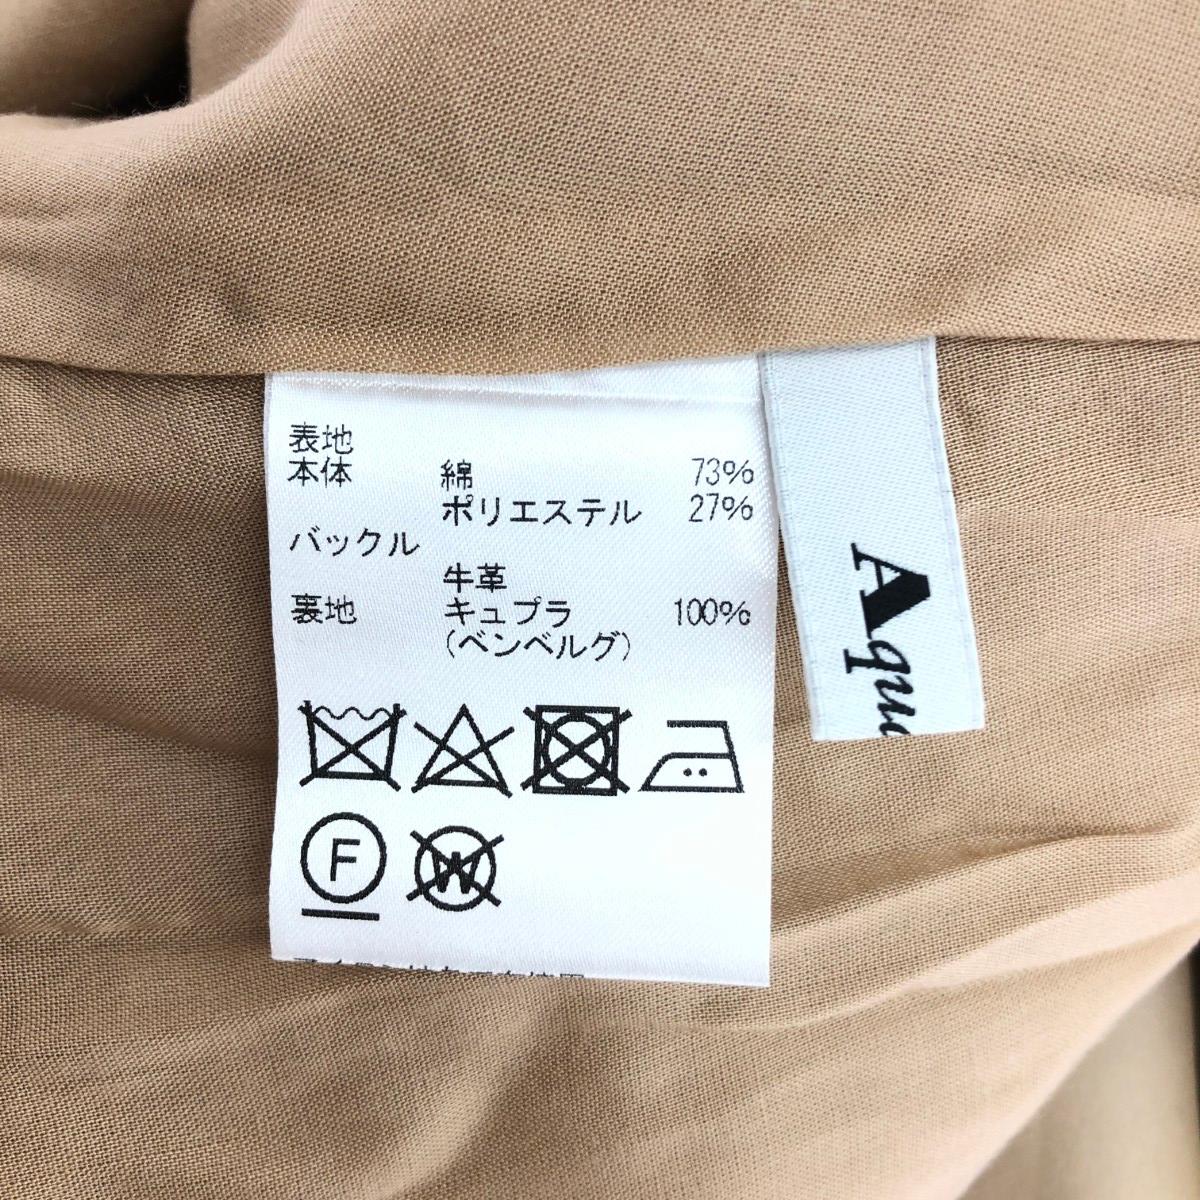 表地
本体 綿 73%
ポリエステル 27%
バックル
牛革
裏地 キュプラ 100%
(ベンベルグ)
F
W
Aqu